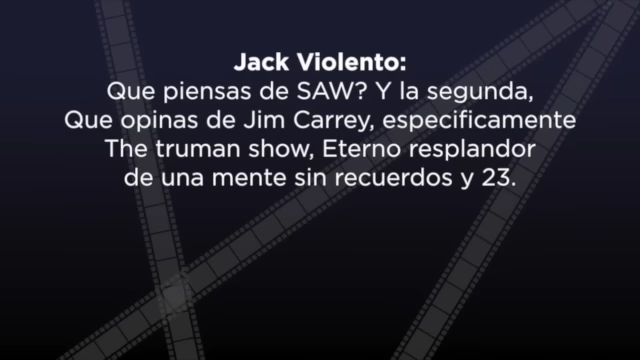 Jack Violento:
Que piensas de SAW? Y la segunda,
Que opinas de Jim Carrey, especificamente
The truman show, Eterno resplandor
de una mente sin recuerdos y 23.